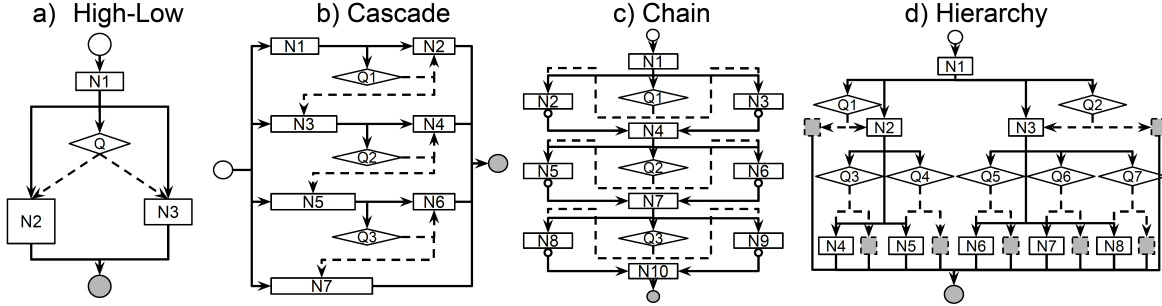 a) High-Low
N1
Q
N2
N3
b) Cascade
N1
N2
Q1
N3
N4
Q2
N5
N6
Q3
N7
c) Chain
N1
N2
Q1
N3
N4
N5
Q2
N6
N7
N8
Q3
N9
N10
d) Hierarchy
N1
Q1
Q2
N2
N3
Q3
Q4
Q5
Q6
Q7
N4
N5
N6
N7
N8